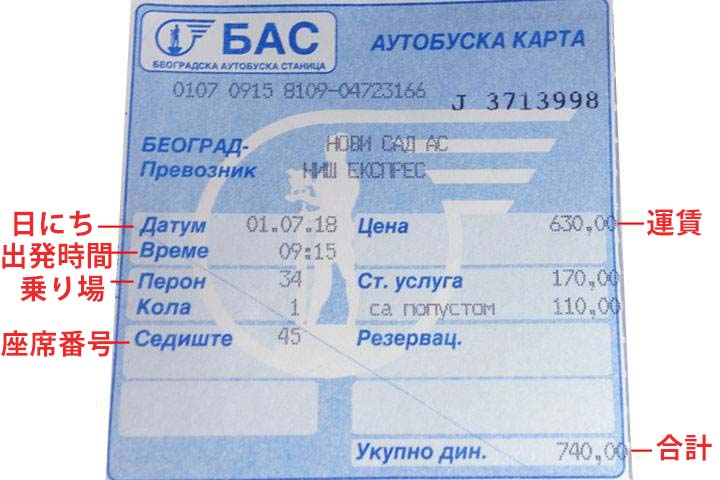 БАС
БЕОГРАДСКА АУТОБУСКА СТАНИЦА
АУТОБУСКА КАРТА
0107 0915 8109-04723166
Ј 3713998
БЕОГРАД- НОВИ САД АС
Превозник НИШ ЕКСПРЕС
日にち Датум 01.07.18 Цена 630,00 運賃
出発時間 Време 09:15
乗り場 Перон 34 Ст. услуга 170,00
Кола 1 са попустом 110,00
座席番号 Седиште 45 Резервац.
Укупно дин. 740,00 合計